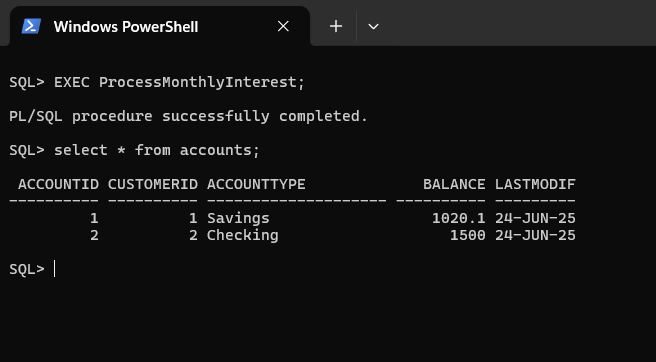 Windows PowerShell
SQL> EXEC ProcessMonthlyInterest;
PL/SQL procedure successfully completed.
SQL> select * from accounts;
 ACCOUNTID CUSTOMERID ACCOUNTTYPE             BALANCE LASTMODIF
---------- ---------- -------------------- ---------- ---------
         1          1 Savings                  1020.1 24-JUN-25
         2          2 Checking                   1500 24-JUN-25
SQL>